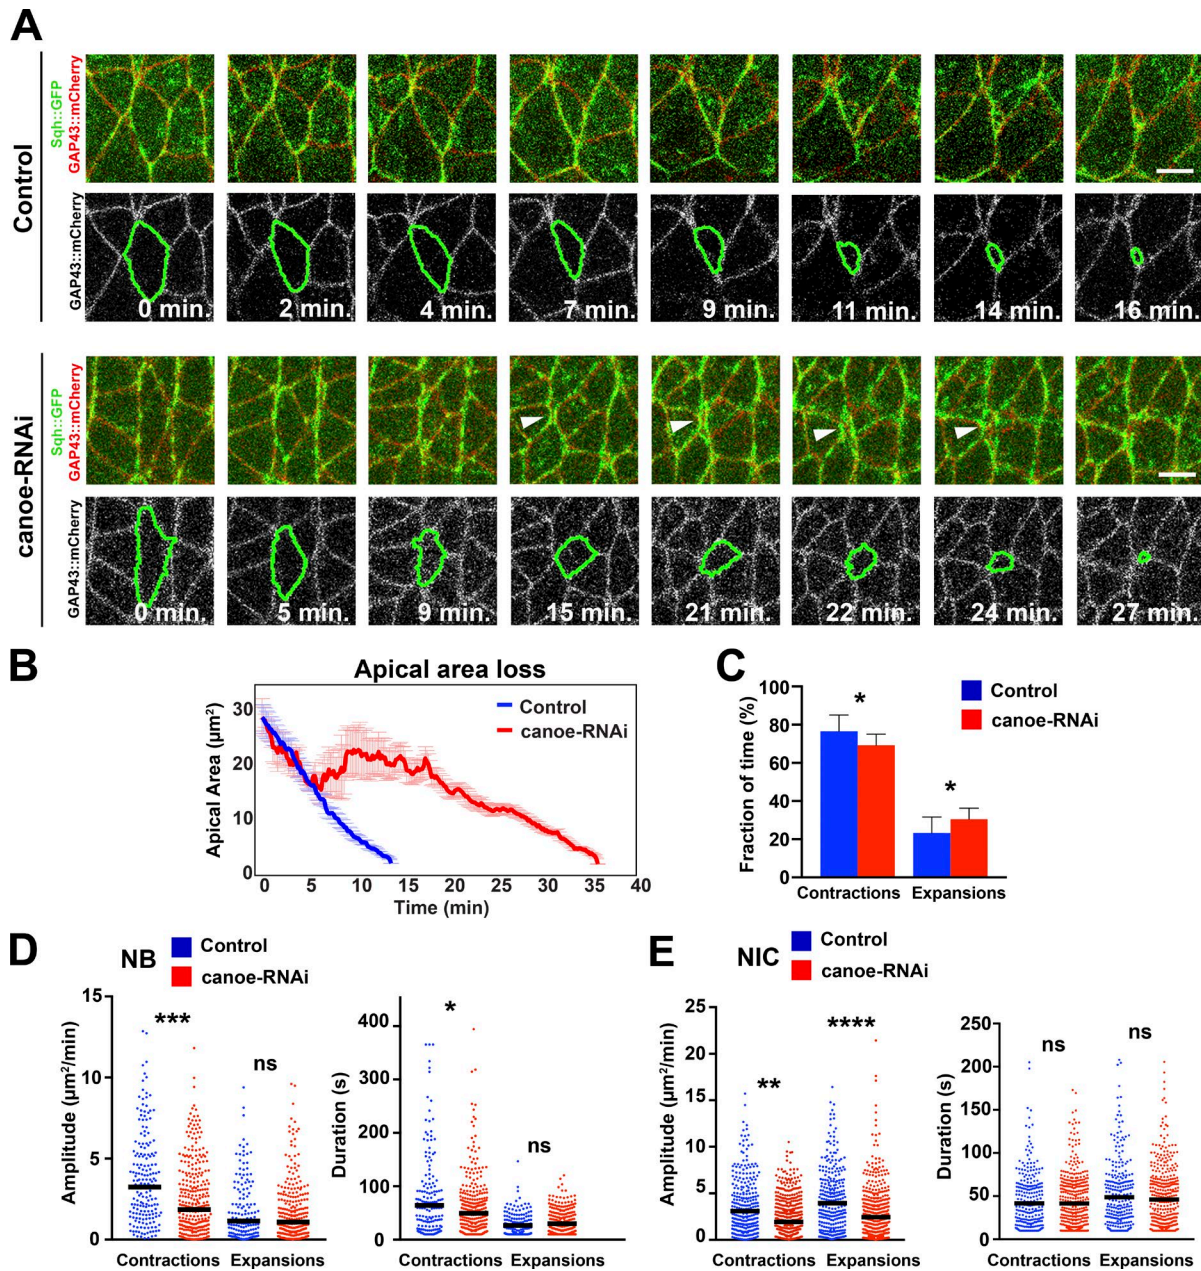 A
Control
Sqh::GFP
GAP43::mCherry
GAP43::mCherry
0 min.
2 min.
4 min.
7 min.
9 min.
11 min.
14 min.
16 min.
canoe-RNAi
Sqh::GFP
GAP43::mCherry
GAP43::mCherry
0 min.
5 min.
9 min.
15 min.
21 min.
22 min.
24 min.
27 min.
B
Apical area loss
Apical Area (µm²)
30
20
10
0
Control
canoe-RNAi
0 5 10 15 20 25 30 35 40
Time (min)
C
Control
canoe-RNAi
Fraction of time (%)
100
80
60
40
20
0
*
*
Contractions Expansions
D
NB
Control
canoe-RNAi
Amplitude (µm²/min)
15
10
5
0
***
ns
Contractions Expansions
Duration (s)
400
300
200
100
0
*
ns
Contractions Expansions
E
NIC
Control
canoe-RNAi
Amplitude (µm²/min)
25
20
15
10
5
0
**
****
Contractions Expansions
Duration (s)
250
200
150
100
50
0
ns
ns
Contractions Expansions